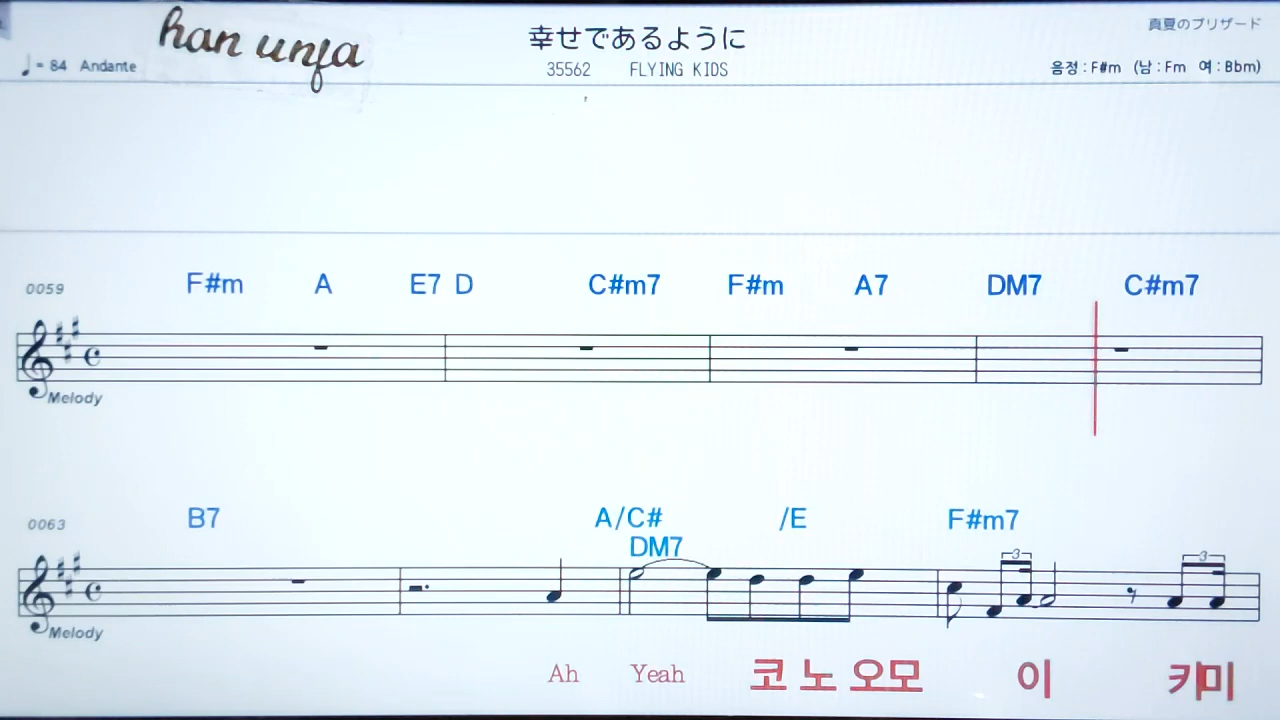 han unfa
幸せであるように
真夏のブリザード
♩= 84 Andante
35562 FLYING KIDS
음정 : F#m (남 : Fm 여 : Bbm)
0059 F#m A E7 D C#m7 F#m A7 DM7 C#m7
Melody
0063 B7 A/C# /E F#m7
DM7
3 3
Melody
Ah Yeah 코 노 오모 이 키미